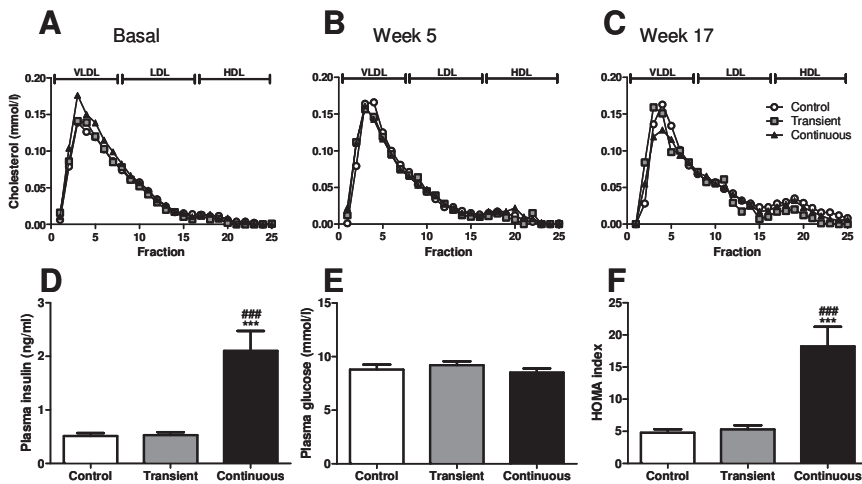 A Basal
B Week 5
C Week 17
VLDL LDL HDL
VLDL LDL HDL
VLDL LDL HDL
Cholesterol (mmol/l)
0.20
0.15
0.10
0.05
0.00
0 5 10 15 20 25
Fraction
0.20
0.15
0.10
0.05
0.00
0 5 10 15 20 25
Fraction
0.20
0.15
0.10
0.05
0.00
0 5 10 15 20 25
Fraction
Control
Transient
Continuous
D
Plasma insulin (ng/ml)
3
2
1
0
###
***
Control Transient Continuous
E
Plasma glucose (mmol/l)
15
10
5
0
Control Transient Continuous
F
HOMA index
25
20
15
10
5
0
###
***
Control Transient Continuous